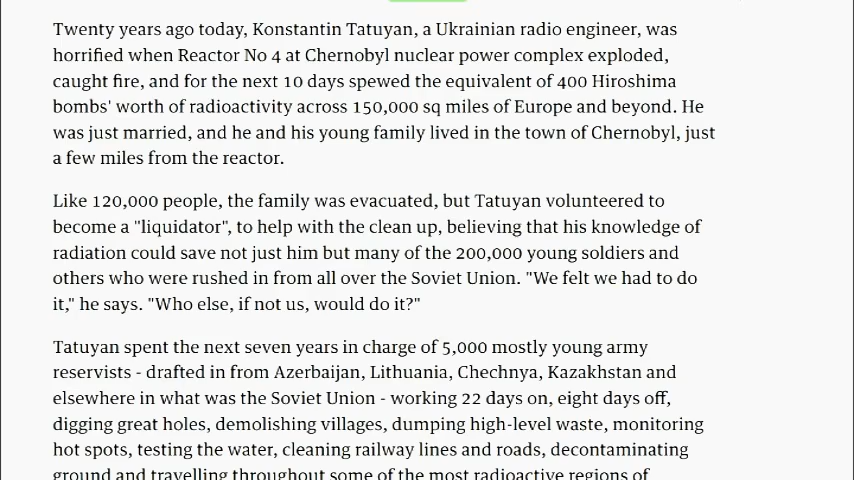 Twenty years ago today, Konstantin Tatuyan, a Ukrainian radio engineer, was
horrified when Reactor No 4 at Chernobyl nuclear power complex exploded,
caught fire, and for the next 10 days spewed the equivalent of 400 Hiroshima
bombs' worth of radioactivity across 150,000 sq miles of Europe and beyond. He
was just married, and he and his young family lived in the town of Chernobyl, just
a few miles from the reactor.
Like 120,000 people, the family was evacuated, but Tatuyan volunteered to
become a "liquidator", to help with the clean up, believing that his knowledge of
radiation could save not just him but many of the 200,000 young soldiers and
others who were rushed in from all over the Soviet Union. "We felt we had to do
it," he says. "Who else, if not us, would do it?"
Tatuyan spent the next seven years in charge of 5,000 mostly young army
reservists - drafted in from Azerbaijan, Lithuania, Chechnya, Kazakhstan and
elsewhere in what was the Soviet Union - working 22 days on, eight days off,
digging great holes, demolishing villages, dumping high-level waste, monitoring
hot spots, testing the water, cleaning railway lines and roads, decontaminating
ground and travelling throughout some of the most radioactive regions of